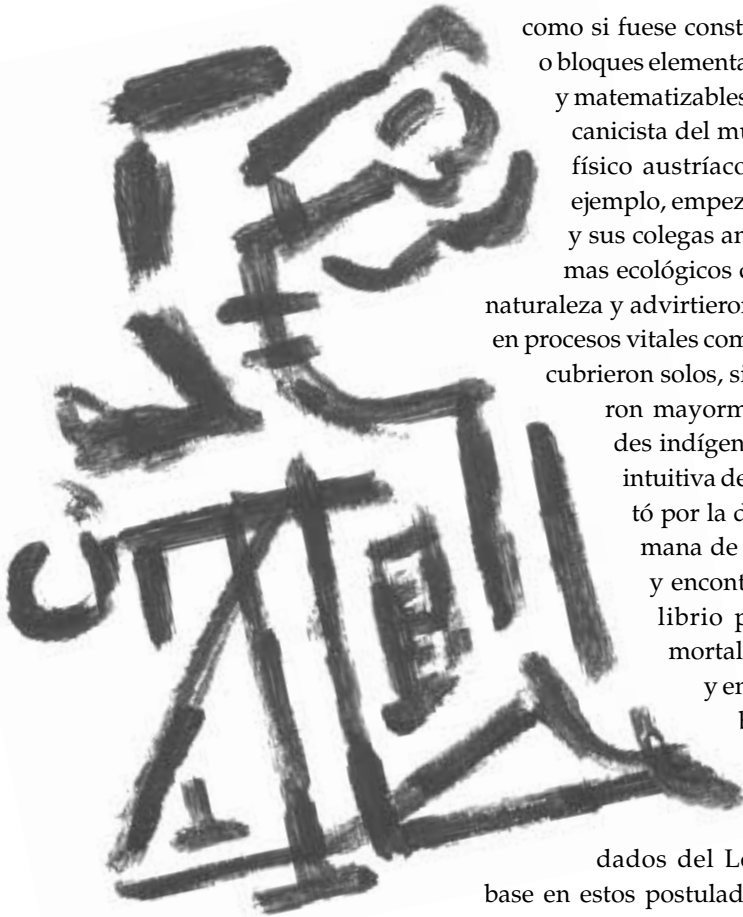 como si fuese const
o bloques elementa
y matematizables
canicista del mu
físico austríaco
ejemplo, empez
y sus colegas an
mas ecológicos d
naturaleza y advirtieron
en procesos vitales com
cubrieron solos, si
ron mayorm
des indígen
intuitiva de
tó por la d
mana de
y encont
librio p
mortal
y en
dados del Le
base en estos postulad